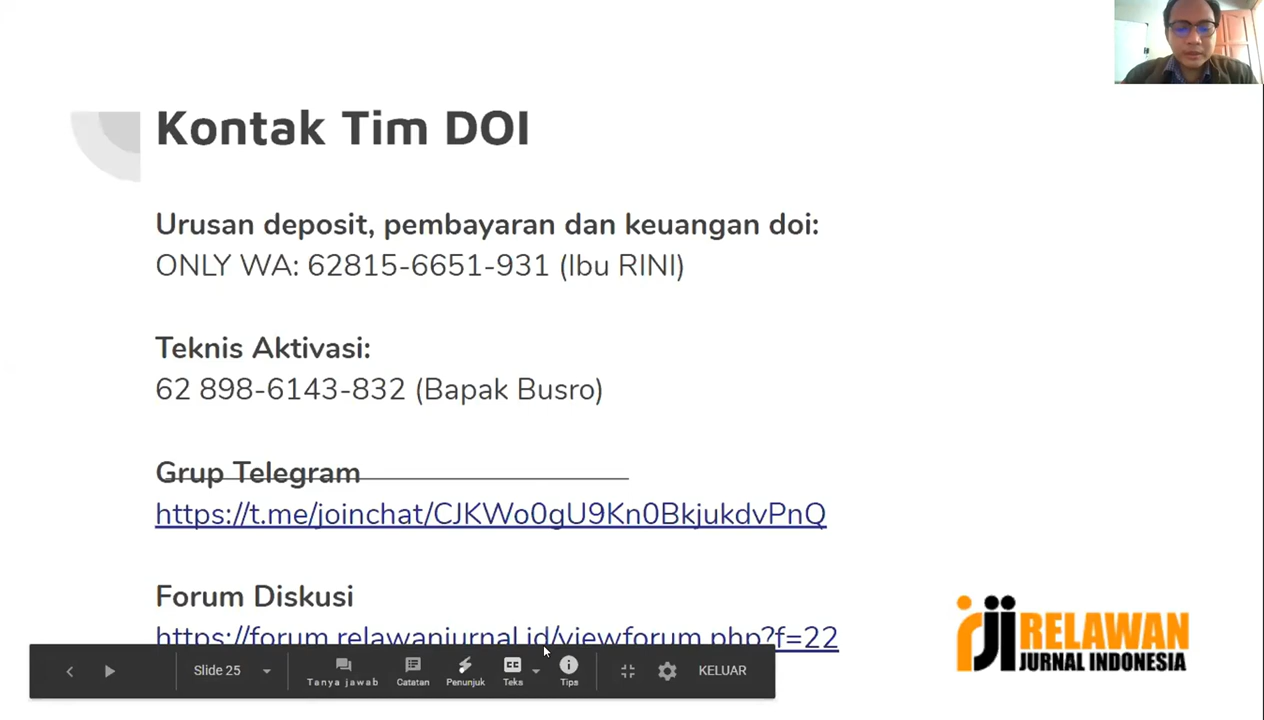 Kontak Tim DOI
Urusan deposit, pembayaran dan keuangan doi:
ONLY WA: 62815-6651-931 (Ibu RINI)
Teknis Aktivasi:
62 898-6143-832 (Bapak Busro)
Grup Telegram
https://t.me/joinchat/CJKWo0gU9Kn0BkjukdvPnQ
Forum Diskusi
https://forum.relawanjurnal.id/viewforum.php?f=22
rji RELAWAN
JURNAL INDONESIA
Slide 25
Tanya jawab
Catatan
Penunjuk
CC
Teks
Tips
KELUAR